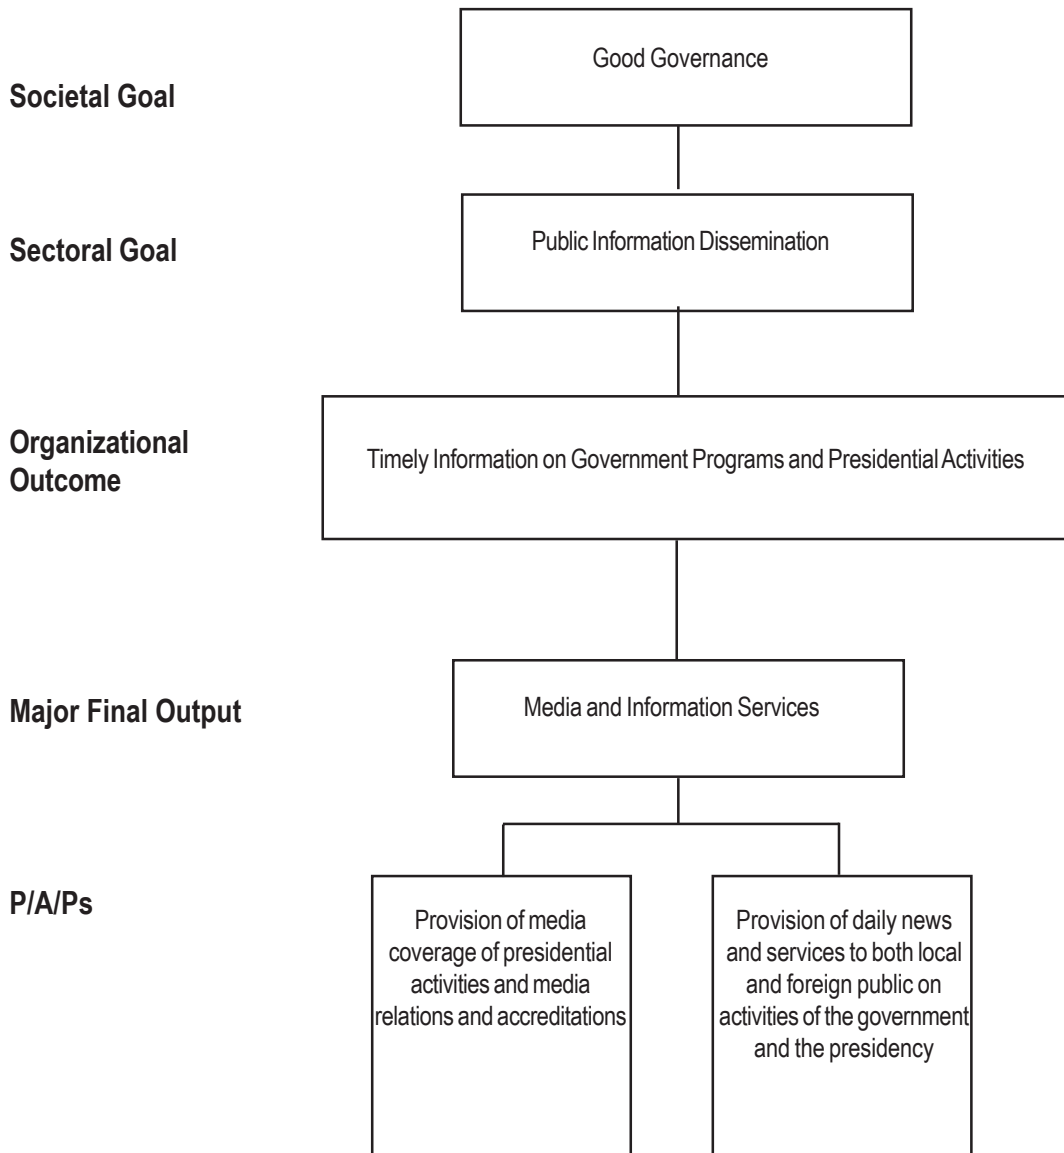 Societal Goal
Good Governance
Sectoral Goal
Public Information Dissemination
Organizational
Outcome
Timely Information on Government Programs and Presidential Activities
Major Final Output
Media and Information Services
P/A/Ps
Provision of media
coverage of presidential
activities and media
relations and accreditations
Provision of daily news
and services to both local
and foreign public on
activities of the government
and the presidency